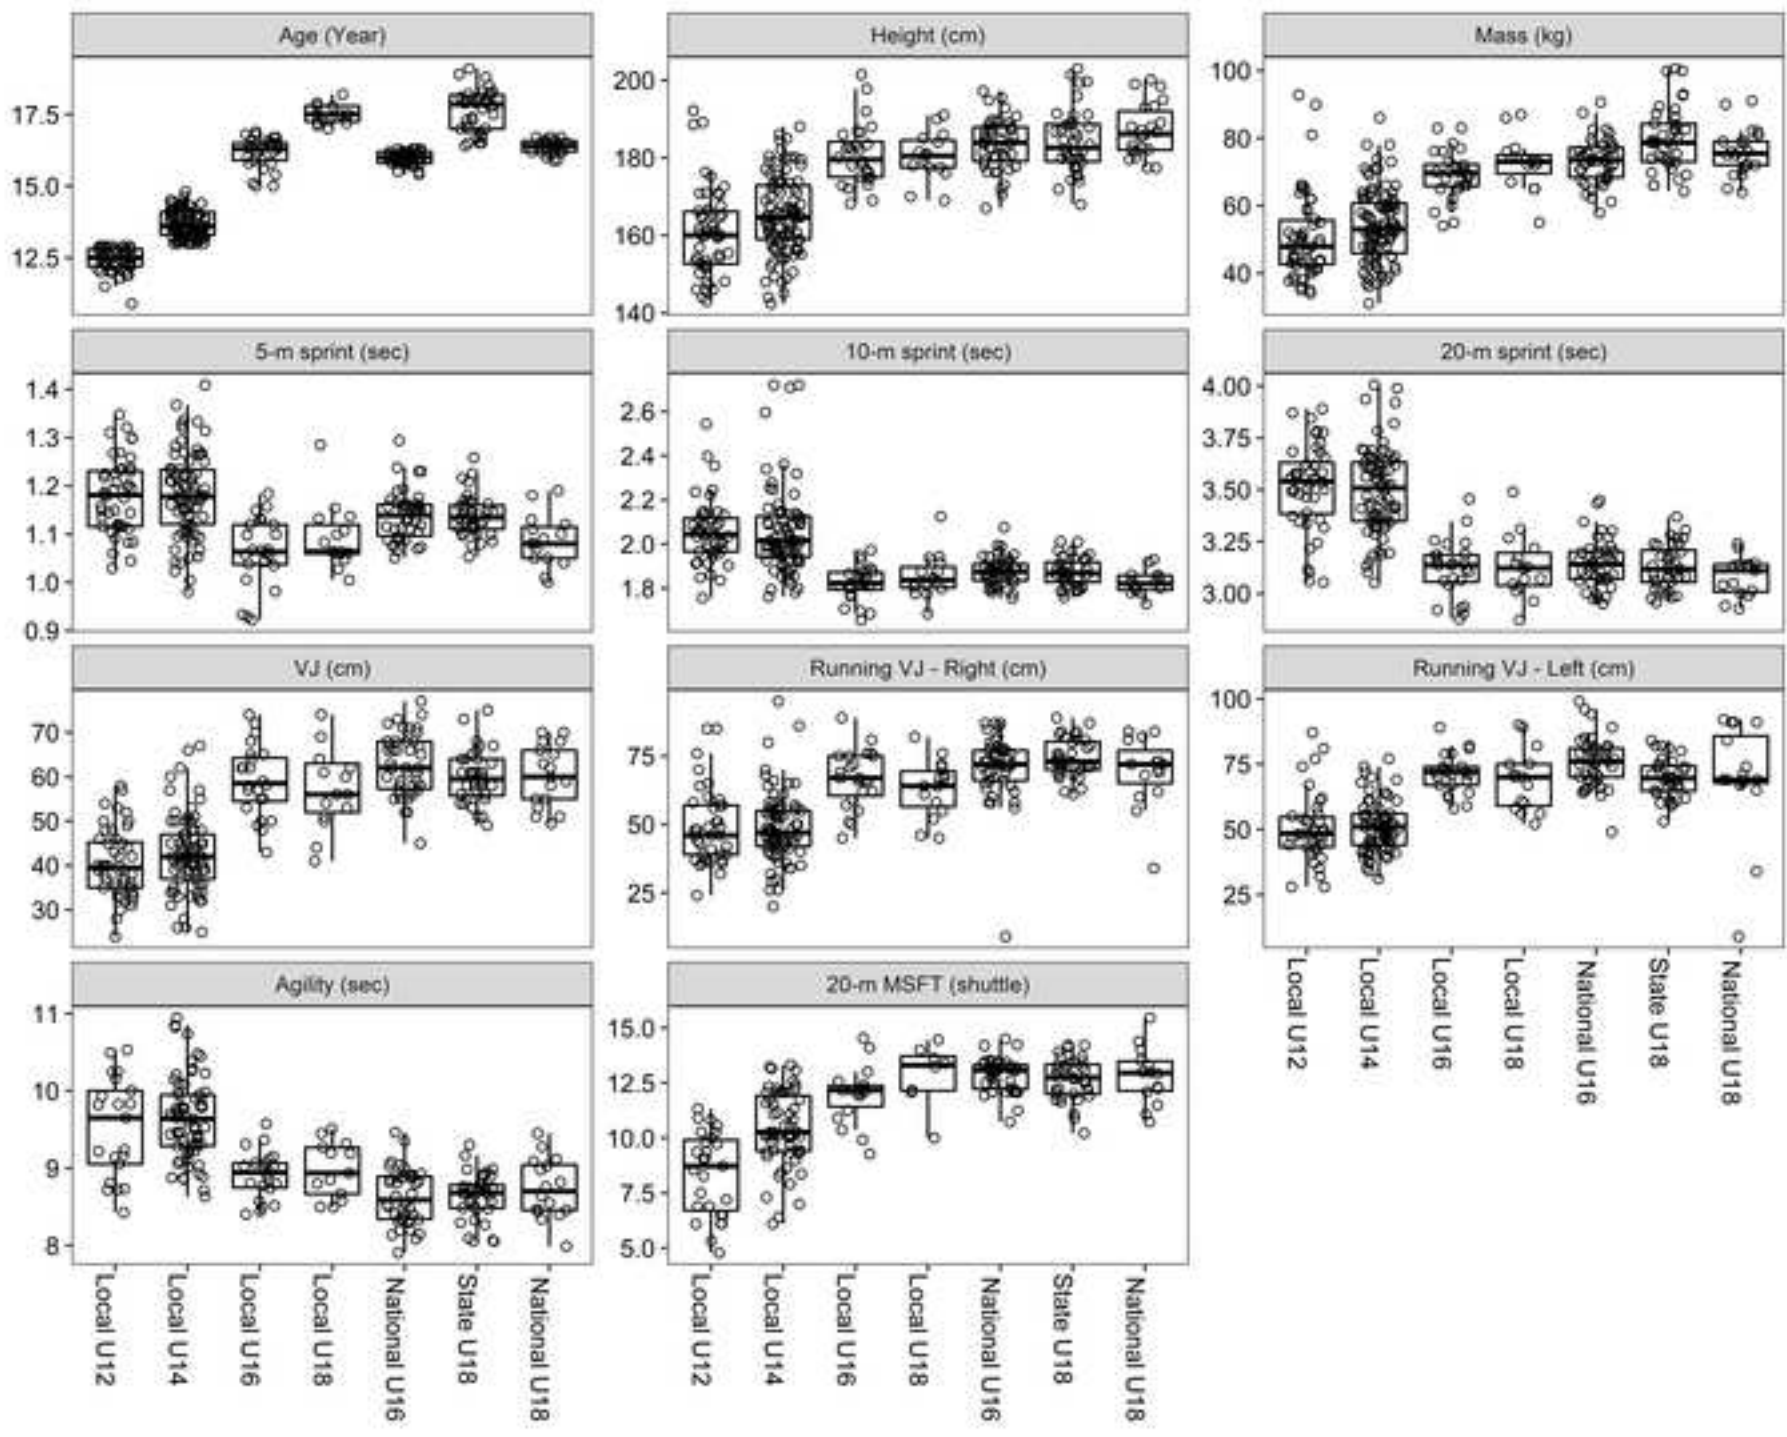 Age (Year)
17.5
15.0
12.5
Height (cm)
200
180
160
140
Mass (kg)
100
80
60
40
5-m sprint (sec)
1.4
1.3
1.2
1.1
1.0
0.9
10-m sprint (sec)
2.6
2.4
2.2
2.0
1.8
20-m sprint (sec)
4.00
3.75
3.50
3.25
3.00
VJ (cm)
70
60
50
40
30
Running VJ - Right (cm)
75
50
25
Running VJ - Left (cm)
100
75
50
25
Local U12
Local U14
Local U16
Local U18
National U16
State U18
National U18
Agility (sec)
11
10
9
8
Local U12
Local U14
Local U16
Local U18
National U16
State U18
National U18
20-m MSFT (shuttle)
15.0
12.5
10.0
7.5
5.0
Local U12
Local U14
Local U16
Local U18
National U16
State U18
National U18